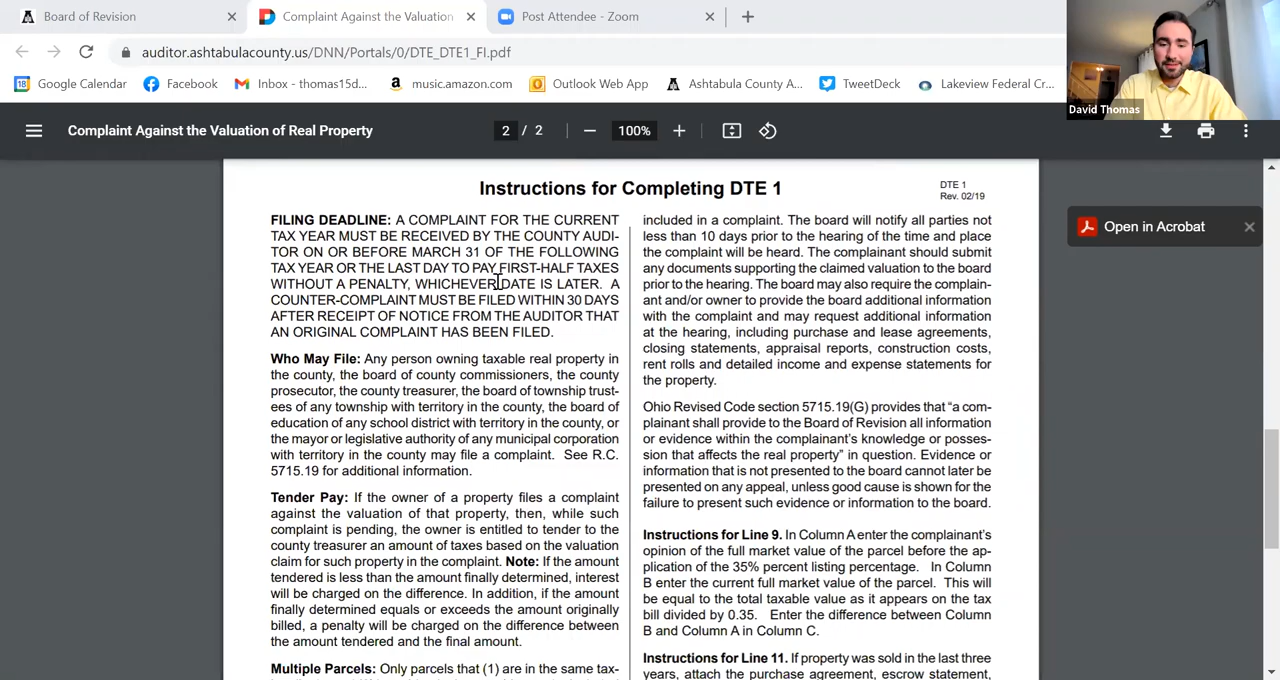 Board of Revision
Complaint Against the Valuation
Post Attendee - Zoom
auditor.ashtabulacounty.us/DNN/Portals/0/DTE_DTE1_FI.pdf
Google Calendar
Facebook
Inbox - thomas15d...
music.amazon.com
Outlook Web App
Ashtabula County A...
TweetDeck
Lakeview Federal Cr...
David Thomas
Complaint Against the Valuation of Real Property
2 / 2
100%
Open in Acrobat
Instructions for Completing DTE 1
DTE 1
Rev. 02/19
FILING DEADLINE: A COMPLAINT FOR THE CURRENT
TAX YEAR MUST BE RECEIVED BY THE COUNTY AUDI-
TOR ON OR BEFORE MARCH 31 OF THE FOLLOWING
TAX YEAR OR THE LAST DAY TO PAY FIRST-HALF TAXES
WITHOUT A PENALTY, WHICHEVER DATE IS LATER. A
COUNTER-COMPLAINT MUST BE FILED WITHIN 30 DAYS
AFTER RECEIPT OF NOTICE FROM THE AUDITOR THAT
AN ORIGINAL COMPLAINT HAS BEEN FILED.
Who May File: Any person owning taxable real property in
the county, the board of county commissioners, the county
prosecutor, the county treasurer, the board of township trust-
ees of any township with territory in the county, the board of
education of any school district with territory in the county, or
the mayor or legislative authority of any municipal corporation
with territory in the county may file a complaint. See R.C.
5715.19 for additional information.
Tender Pay: If the owner of a property files a complaint
against the valuation of that property, then, while such
complaint is pending, the owner is entitled to tender to the
county treasurer an amount of taxes based on the valuation
claim for such property in the complaint. Note: If the amount
tendered is less than the amount finally determined, interest
will be charged on the difference. In addition, if the amount
finally determined equals or exceeds the amount originally
billed, a penalty will be charged on the difference between
the amount tendered and the final amount.
Multiple Parcels: Only parcels that (1) are in the same tax-
included in a complaint. The board will notify all parties not
less than 10 days prior to the hearing of the time and place
the complaint will be heard. The complainant should submit
any documents supporting the claimed valuation to the board
prior to the hearing. The board may also require the complain-
ant and/or owner to provide the board additional information
with the complaint and may request additional information
at the hearing, including purchase and lease agreements,
closing statements, appraisal reports, construction costs,
rent rolls and detailed income and expense statements for
the property.
Ohio Revised Code section 5715.19(G) provides that "a com-
plainant shall provide to the Board of Revision all information
or evidence within the complainant's knowledge or posses-
sion that affects the real property" in question. Evidence or
information that is not presented to the board cannot later be
presented on any appeal, unless good cause is shown for the
failure to present such evidence or information to the board.
Instructions for Line 9. In Column A enter the complainant's
opinion of the full market value of the parcel before the ap-
plication of the 35% percent listing percentage. In Column
B enter the current full market value of the parcel. This will
be equal to the total taxable value as it appears on the tax
bill divided by 0.35. Enter the difference between Column
B and Column A in Column C.
Instructions for Line 11. If property was sold in the last three
years, attach the purchase agreement, escrow statement,